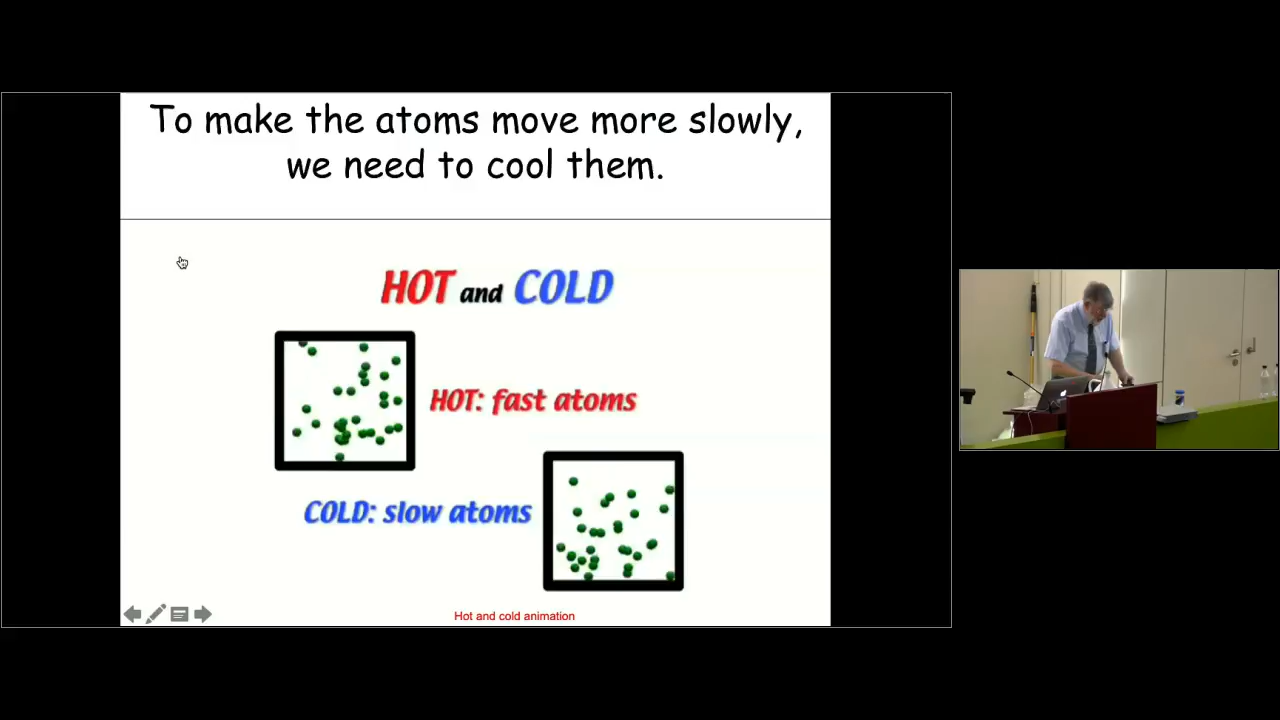 To make the atoms move more slowly,
we need to cool them.
HOT and COLD
HOT: fast atoms
COLD: slow atoms
Hot and cold animation